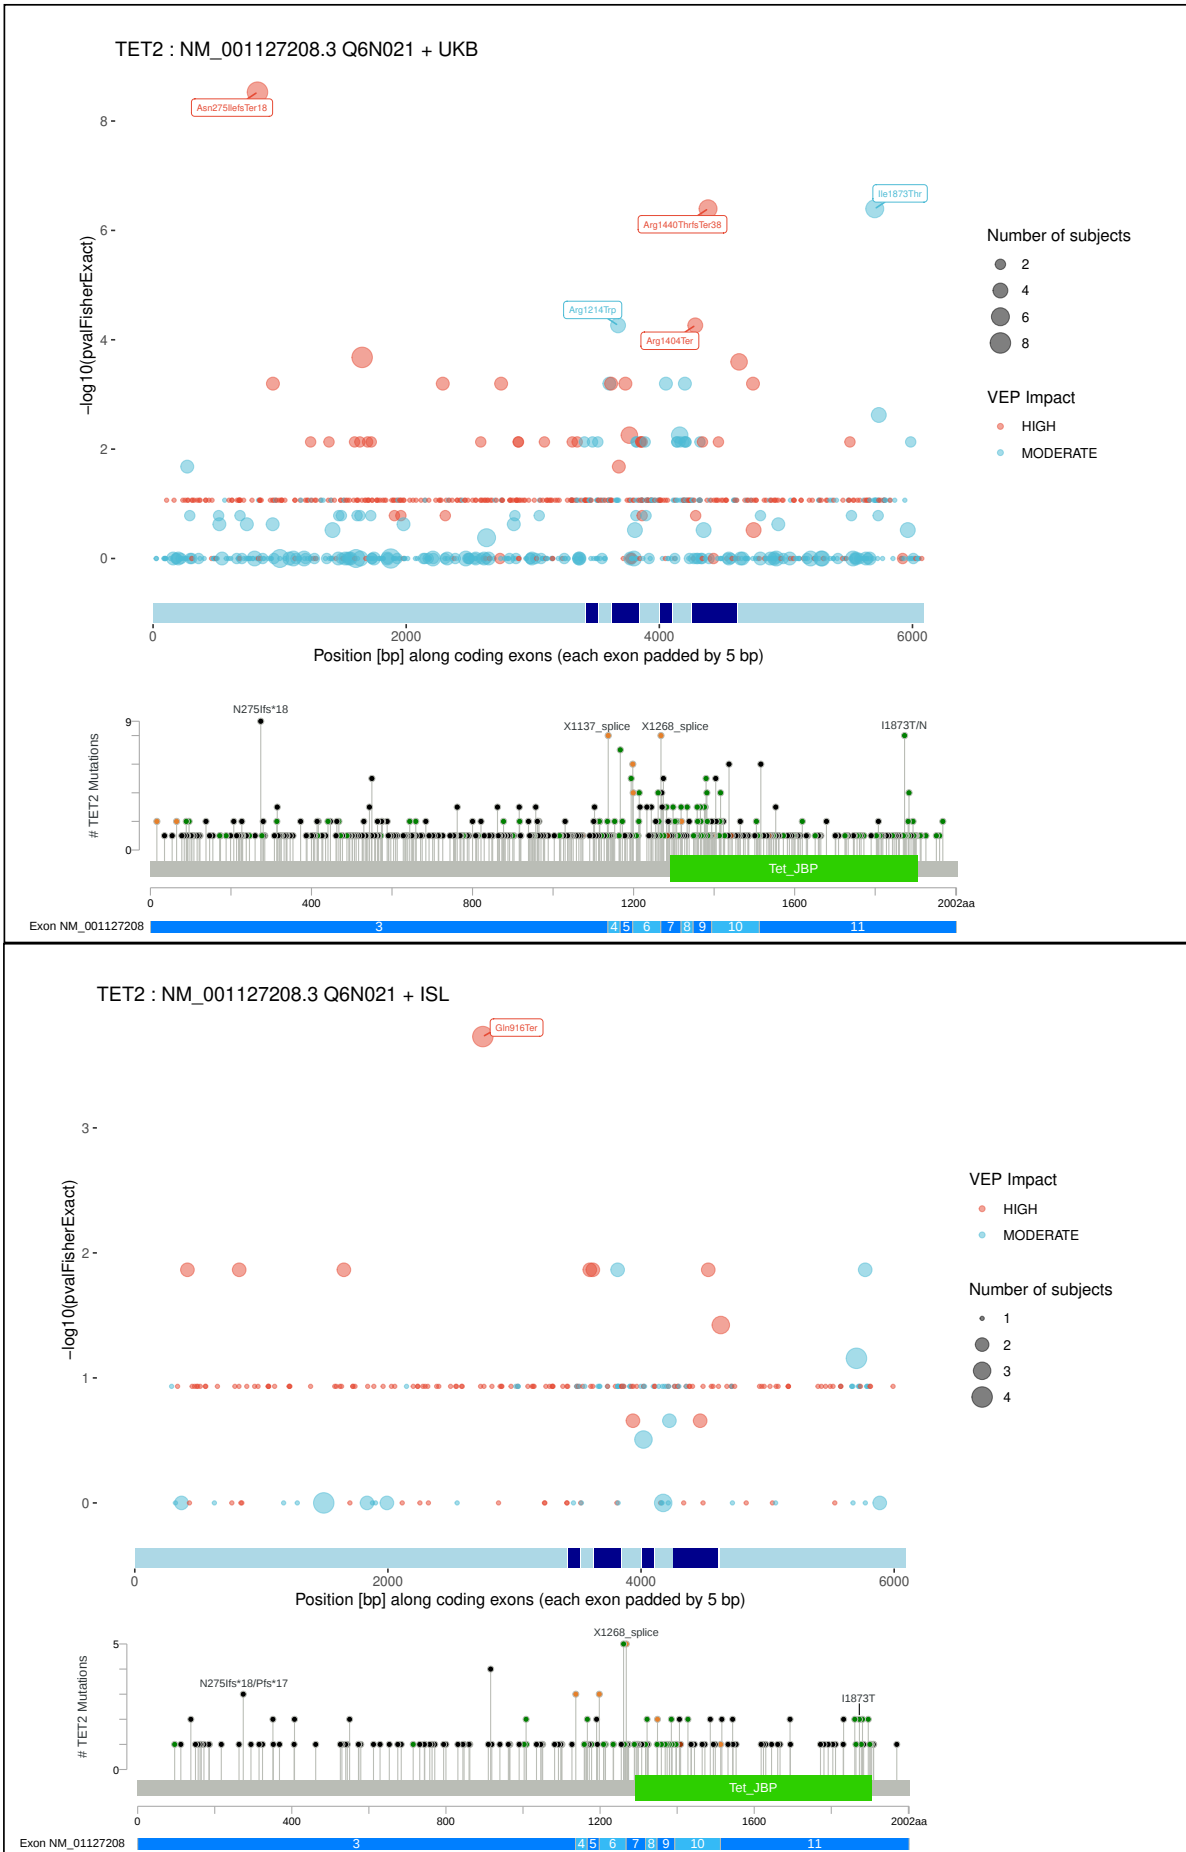 TET2 : NM_001127208.3 Q6N021 + UKB
Asn275IlefsTer18
Ile1873Thr
Arg1440ThrfsTer38
Arg1214Trp
Arg1404Ter
−log10(pvalFisherExact)
8
6
4
2
0
Number of subjects
2
4
6
8
VEP Impact
HIGH
MODERATE
0 2000 4000 6000
Position [bp] along coding exons (each exon padded by 5 bp)
# TET2 Mutations
9
0
N275Ifs*18
X1137_splice
X1268_splice
I1873T/N
Tet_JBP
0 400 800 1200 1600 2002aa
Exon NM_001127208 3 4 5 6 7 8 9 10 11
TET2 : NM_001127208.3 Q6N021 + ISL
Gln916Ter
−log10(pvalFisherExact)
3
2
1
0
VEP Impact
HIGH
MODERATE
Number of subjects
1
2
3
4
0 2000 4000 6000
Position [bp] along coding exons (each exon padded by 5 bp)
# TET2 Mutations
5
0
X1268_splice
N275Ifs*18/Pfs*17
I1873T
Tet_JBP
0 400 800 1200 1600 2002aa
Exon NM_01127208 3 4 5 6 7 8 9 10 11